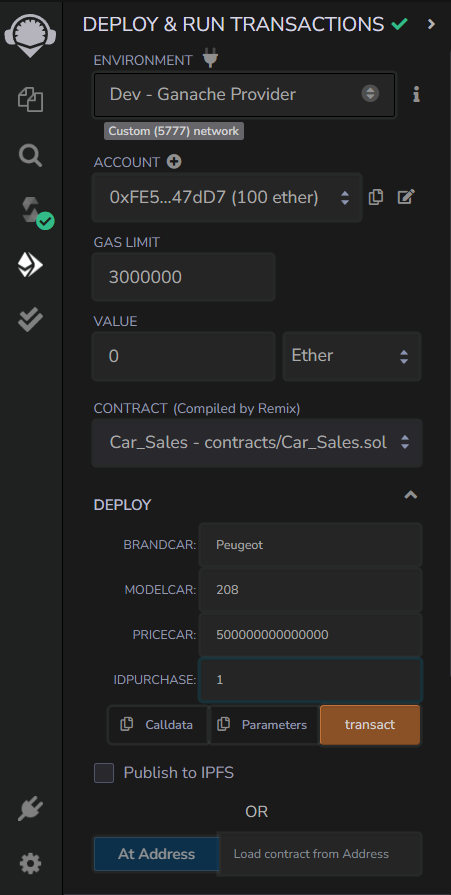 DEPLOY & RUN TRANSACTIONS
ENVIRONMENT
Dev - Ganache Provider
Custom (5777) network
ACCOUNT
0xFE5...47dD7 (100 ether)
GAS LIMIT
3000000
VALUE
0 Ether
CONTRACT (Compiled by Remix)
Car_Sales - contracts/Car_Sales.sol
DEPLOY
BRANDCAR: Peugeot
MODELCAR: 208
PRICECAR: 500000000000000
IDPURCHASE: 1
Calldata Parameters transact
Publish to IPFS
OR
At Address Load contract from Address